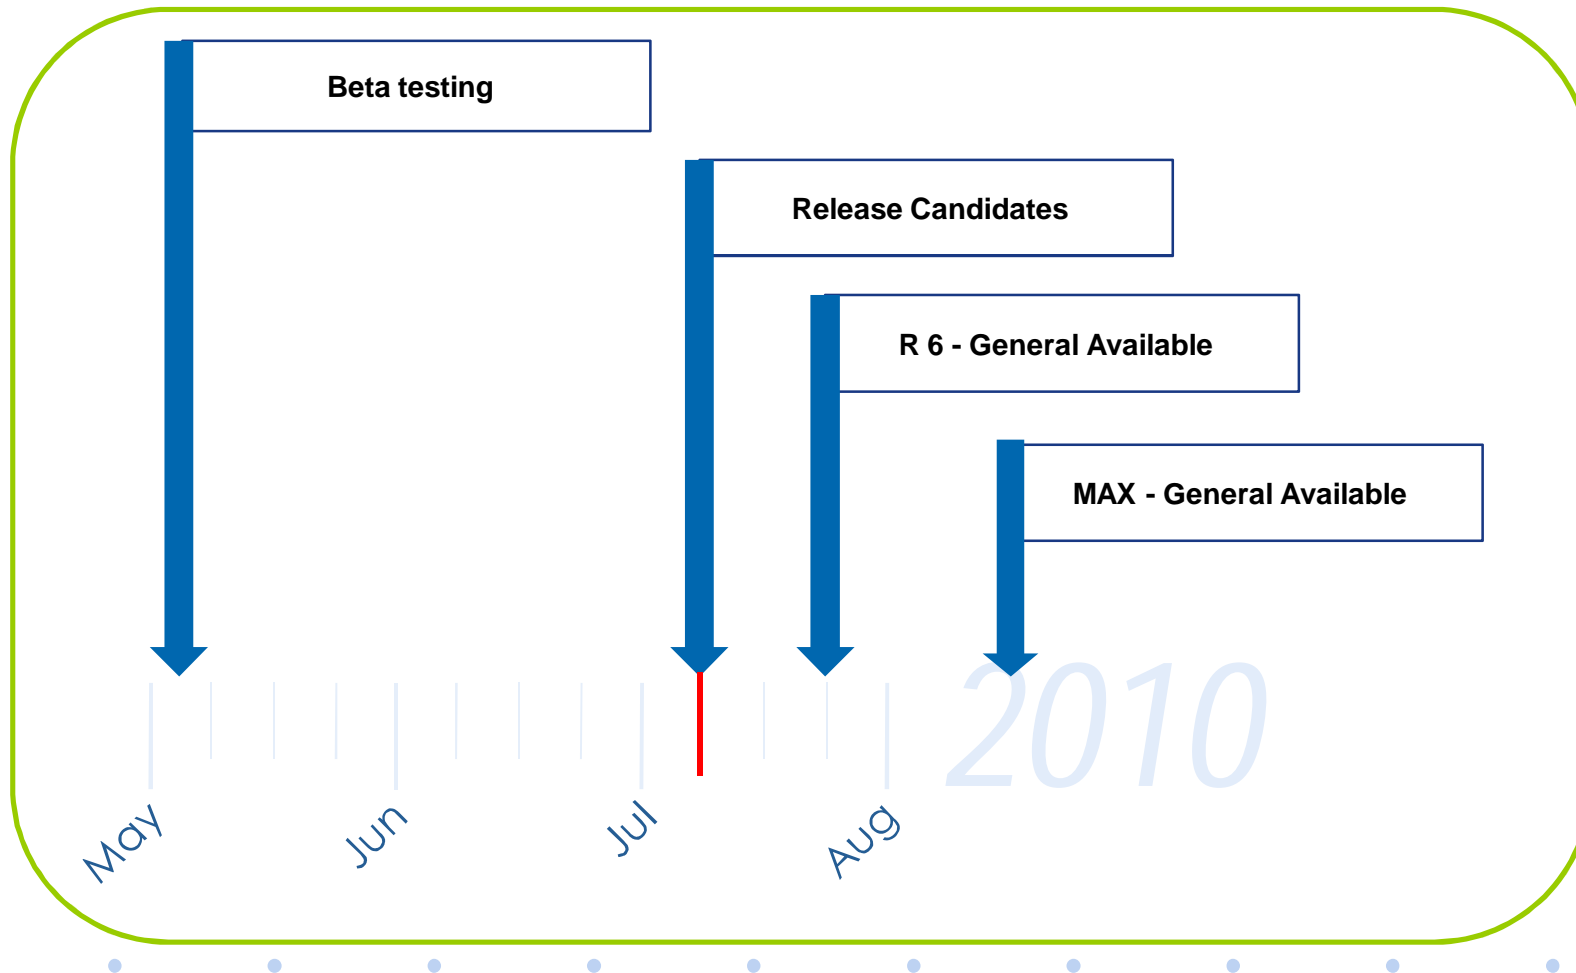 Beta testing
Release Candidates
R 6 - General Available
MAX - General Available
2010
May Jun Jul Aug